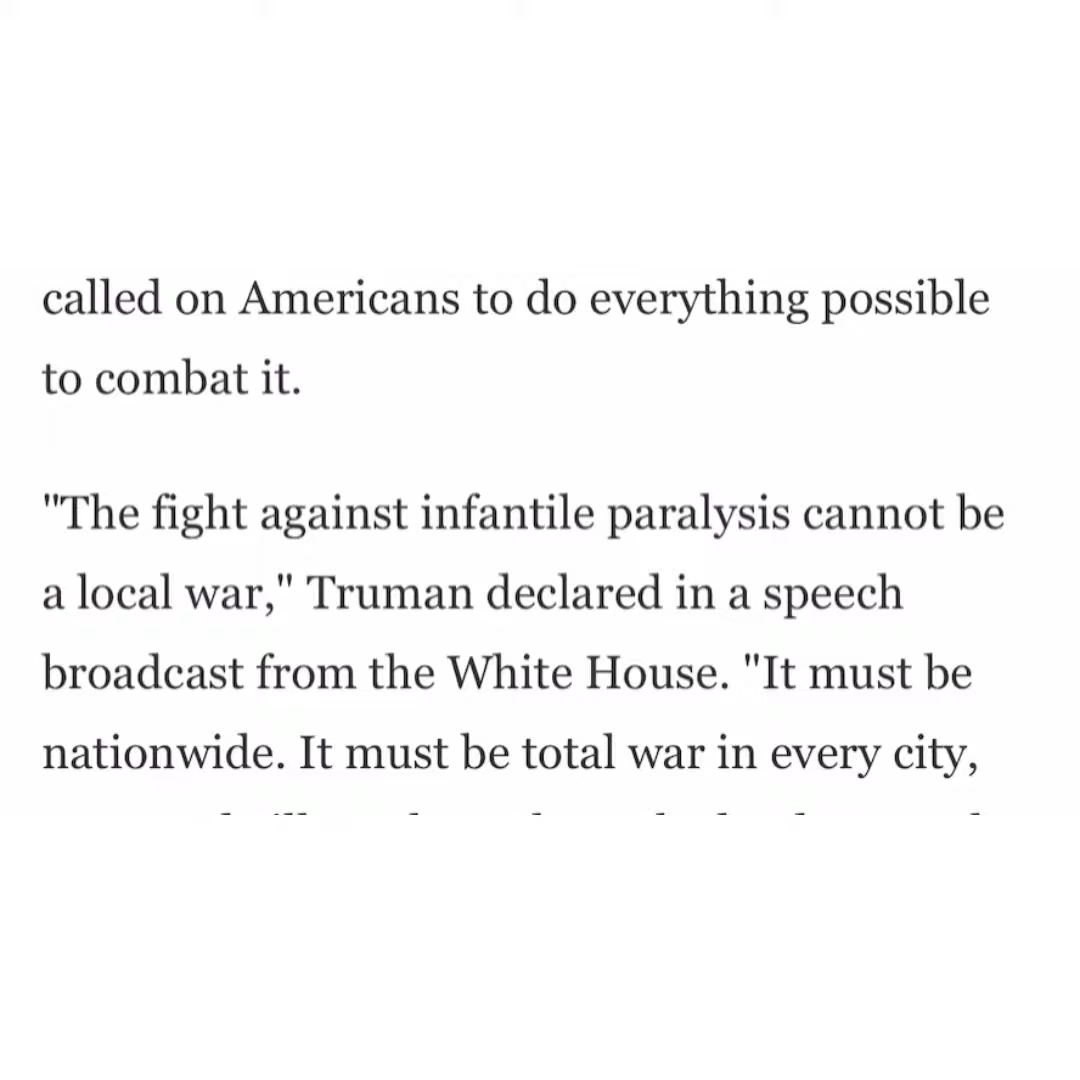 called on Americans to do everything possible
to combat it.
"The fight against infantile paralysis cannot be
a local war," Truman declared in a speech
broadcast from the White House. "It must be
nationwide. It must be total war in every city,